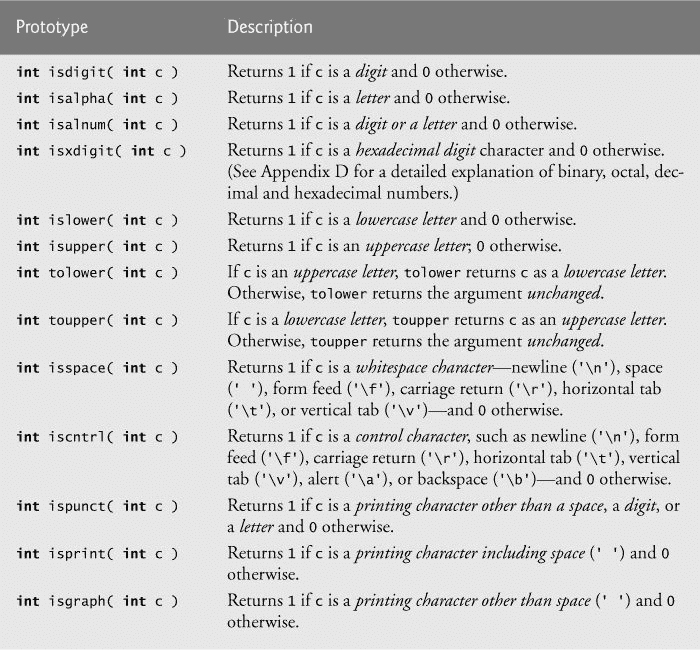 Prototype Description
int isdigit( int c ) Returns 1 if c is a digit and 0 otherwise.
int isalpha( int c ) Returns 1 if c is a letter and 0 otherwise.
int isalnum( int c ) Returns 1 if c is a digit or a letter and 0 otherwise.
int isxdigit( int c ) Returns 1 if c is a hexadecimal digit character and 0 otherwise.
(See Appendix D for a detailed explanation of binary, octal, dec-
imal and hexadecimal numbers.)
int islower( int c ) Returns 1 if c is a lowercase letter and 0 otherwise.
int isupper( int c ) Returns 1 if c is an uppercase letter; 0 otherwise.
int tolower( int c ) If c is an uppercase letter, tolower returns c as a lowercase letter.
Otherwise, tolower returns the argument unchanged.
int toupper( int c ) If c is a lowercase letter, toupper returns c as an uppercase letter.
Otherwise, toupper returns the argument unchanged.
int isspace( int c ) Returns 1 if c is a whitespace character—newline ('\n'), space
(' '), form feed ('\f'), carriage return ('\r'), horizontal tab
('\t'), or vertical tab ('\v')—and 0 otherwise.
int iscntrl( int c ) Returns 1 if c is a control character, such as newline ('\n'), form
feed ('\f'), carriage return ('\r'), horizontal tab ('\t'), vertical
tab ('\v'), alert ('\a'), or backspace ('\b')—and 0 otherwise.
int ispunct( int c ) Returns 1 if c is a printing character other than a space, a digit, or
a letter and 0 otherwise.
int isprint( int c ) Returns 1 if c is a printing character including space (' ') and 0
otherwise.
int isgraph( int c ) Returns 1 if c is a printing character other than space (' ') and 0
otherwise.